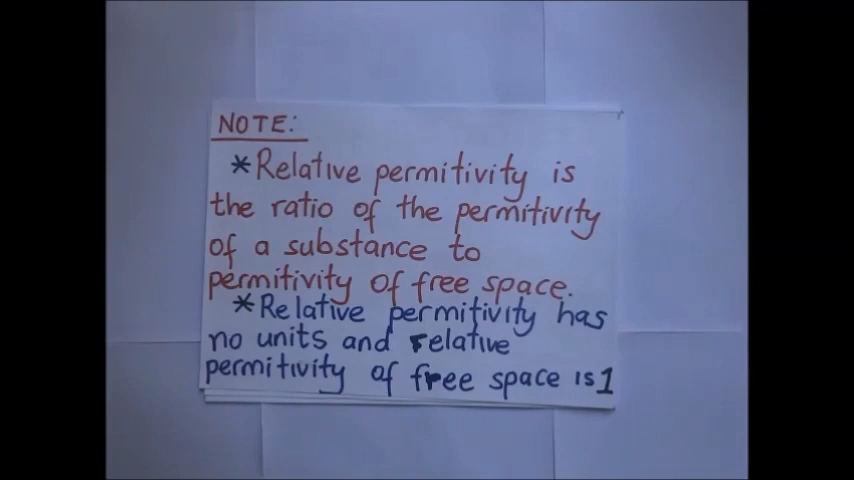 NOTE:
*Relative permitivity is
the ratio of the permitivity
of a substance to
permitivity of free space.
*Relative permitivity has
no units and relative
permitivity of free space is 1